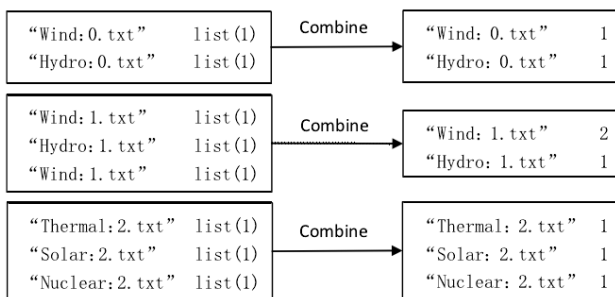 “Wind:0.txt” list(1) Combine “Wind: 0.txt” 1
“Hydro:0.txt” list(1) “Hydro: 0.txt” 1
“Wind:1.txt” list(1) Combine
“Hydro:1.txt” list(1) “Wind: 1.txt” 2
“Wind:1.txt” list(1) “Hydro: 1.txt” 1
“Thermal:2.txt” list(1) Combine “Thermal: 2.txt” 1
“Solar:2.txt” list(1) “Solar: 2.txt” 1
“Nuclear:2.txt” list(1) “Nuclear: 2.txt” 1